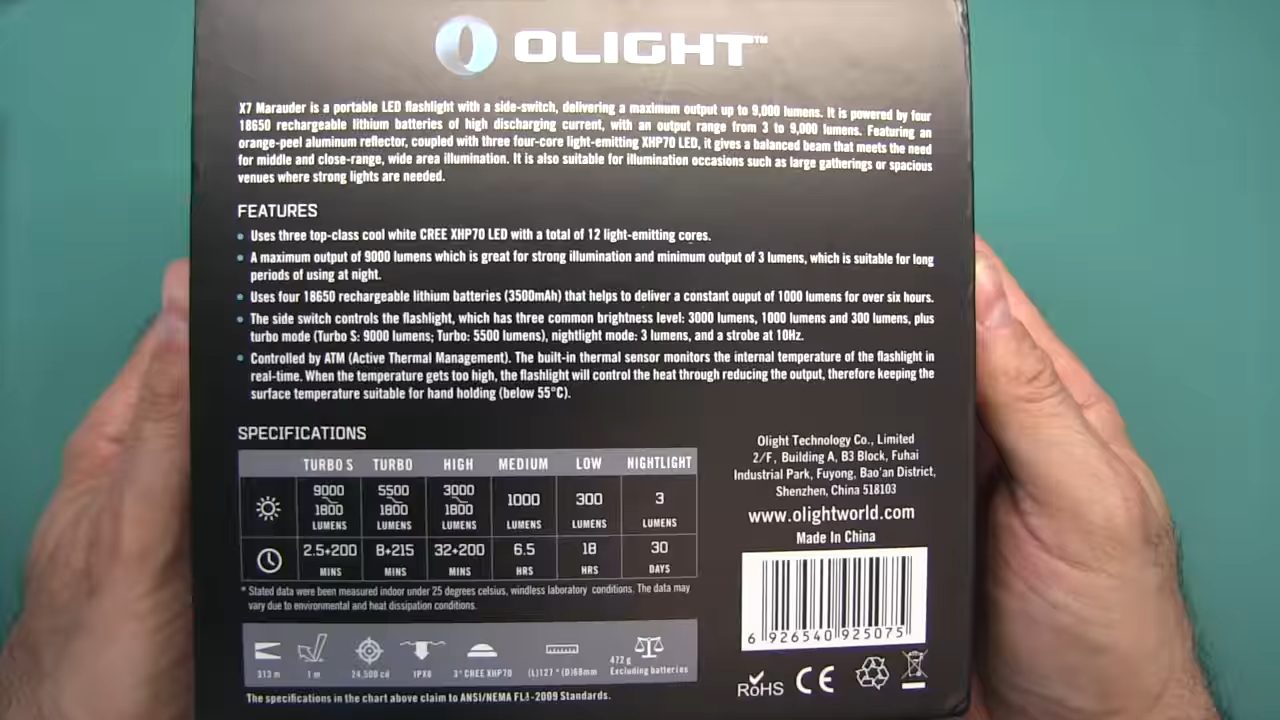 OLIGHT™
X7 Marauder is a portable LED flashlight with a side-switch, delivering a maximum output up to 9,000 lumens. It is powered by four
18650 rechargeable lithium batteries of high discharging current, with an output range from 3 to 9,000 lumens. Featuring an
orange-peel aluminum reflector, coupled with three four-core light-emitting XHP70 LED, it gives a balanced beam that meets the need
for middle and close-range, wide area illumination. It is also suitable for illumination occasions such as large gatherings or spacious
venues where strong lights are needed.
FEATURES
• Uses three top-class cool white CREE XHP70 LED with a total of 12 light-emitting cores.
• A maximum output of 9000 lumens which is great for strong illumination and minimum output of 3 lumens, which is suitable for long
periods of using at night.
• Uses four 18650 rechargeable lithium batteries (3500mAh) that helps to deliver a constant ouput of 1000 lumens for over six hours.
• The side switch controls the flashlight, which has three common brightness level: 3000 lumens, 1000 lumens and 300 lumens, plus
turbo mode (Turbo S: 9000 lumens; Turbo: 5500 lumens), nightlight mode: 3 lumens, and a strobe at 10Hz.
• Controlled by ATM (Active Thermal Management). The built-in thermal sensor monitors the internal temperature of the flashlight in
real-time. When the temperature gets too high, the flashlight will control the heat through reducing the output, therefore keeping the
surface temperature suitable for hand holding (below 55°C).
SPECIFICATIONS
TURBO S TURBO HIGH MEDIUM LOW NIGHTLIGHT
9000 ~ 1800 LUMENS 5500 ~ 1800 LUMENS 3000 ~ 1800 LUMENS 1000 LUMENS 300 LUMENS 3 LUMENS
2.5+200 MINS 8+215 MINS 32+200 MINS 6.5 HRS 18 HRS 30 DAYS
* Stated data were been measured indoor under 25 degrees celsius, windless laboratory conditions. The data may
vary due to environmental and heat dissipation conditions.
313 m 1 m 24,500 cd IPX8 3* CREE XHP70 (L)127 * (D)68mm 472 g Excluding batteries
The specifications in the chart above claim to ANSI/NEMA FL1-2009 Standards.
Olight Technology Co., Limited
2/F, Building A, B3 Block, Fuhai
Industrial Park, Fuyong, Bao'an District,
Shenzhen, China 518103
www.olightworld.com
Made In China
6 926540 925075
RoHS CE